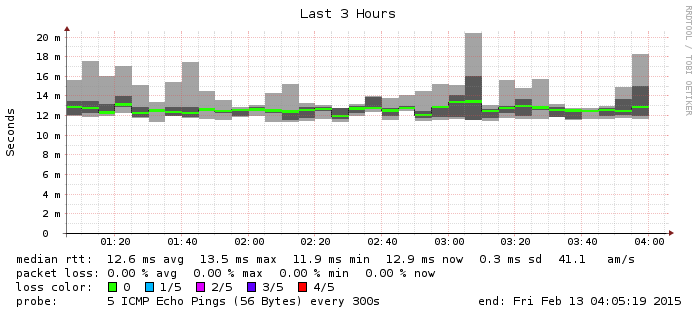 Last 3 Hours
RRDTOOL / TOBI OETIKER
Seconds
20 m
18 m
16 m
14 m
12 m
10 m
8 m
6 m
4 m
2 m
0
01:20 01:40 02:00 02:20 02:40 03:00 03:20 03:40 04:00
median rtt: 12.6 ms avg 13.5 ms max 11.9 ms min 12.9 ms now 0.3 ms sd 41.1 am/s
packet loss: 0.00 % avg 0.00 % max 0.00 % min 0.00 % now
loss color: 0 1/5 2/5 3/5 4/5
probe: 5 ICMP Echo Pings (56 Bytes) every 300s end: Fri Feb 13 04:05:19 2015